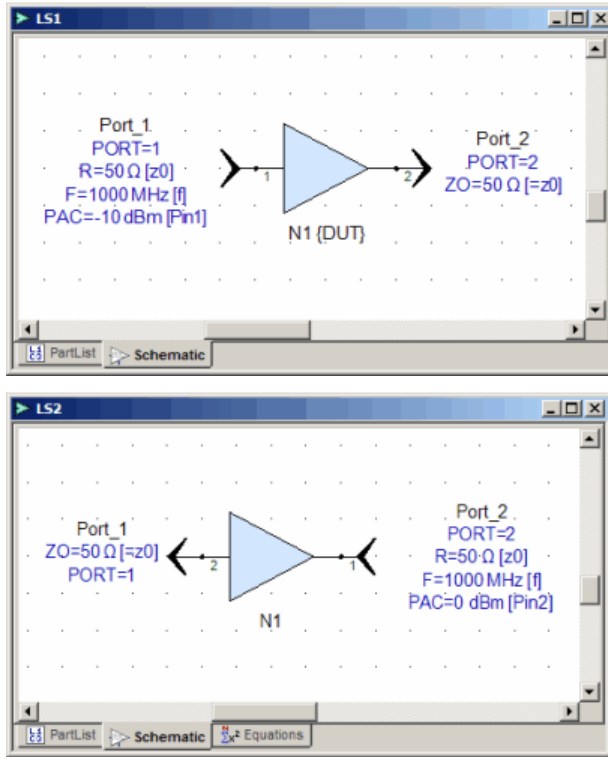 LS1
Port_1
PORT=1
R=50 Ω [z0]
F=1000 MHz [f]
PAC=-10 dBm [Pin1]
1
2
Port_2
PORT=2
ZO=50 Ω [=z0]
N1 {DUT}
PartList
Schematic
LS2
Port_1
ZO=50 Ω [=z0]
PORT=1
2
1
Port_2
PORT=2
R=50 Ω [z0]
F=1000 MHz [f]
PAC=0 dBm [Pin2]
N1
PartList
Schematic
Equations